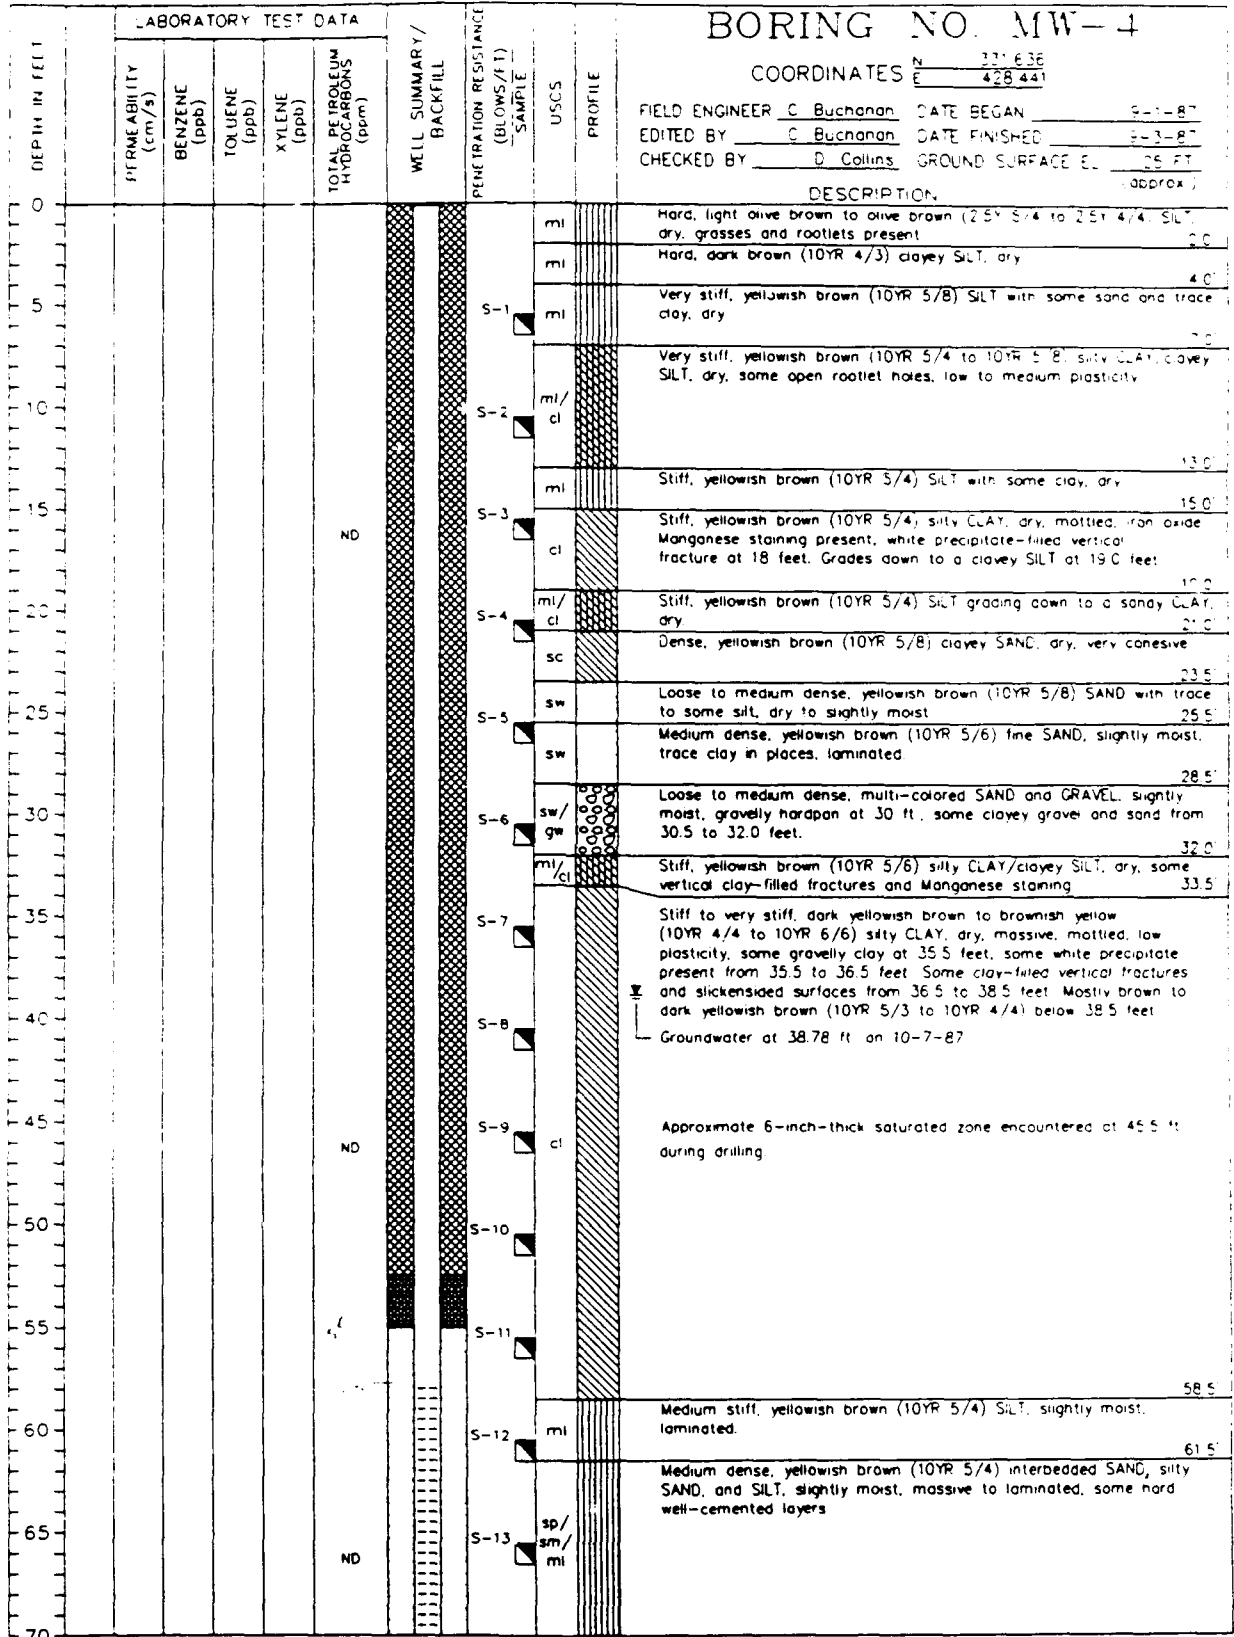 BORING NO. MW-4
COORDINATES N 331 636
E 428 441
FIELD ENGINEER C Buchanan DATE BEGAN 9-1-87
EDITED BY C Buchanan DATE FINISHED 9-3-87
CHECKED BY D Collins GROUND SURFACE EL 25 FT
(approx.)
LABORATORY TEST DATA
DEPTH IN FEET
PERMEABILITY (cm/s)
BENZENE (ppb)
TOLUENE (ppb)
XYLENE (ppb)
TOTAL PETROLEUM HYDROCARBONS (ppm)
WELL SUMMARY/ BACKFILL
PENETRATION RESISTANCE (BLOWS/FT)
SAMPLE
USCS
PROFILE
DESCRIPTION
0
ml
Hard, light olive brown to olive brown (2.5Y 5/4 to 2.5Y 4/4) SILT,
dry, grasses and rootlets present
2.0'
ml
Hard, dark brown (10YR 4/3) clayey SILT, dry
4.0'
5
S-1
ml
Very stiff, yellowish brown (10YR 5/8) SILT with some sand and trace
clay, dry
7.0'
Very stiff, yellowish brown (10YR 5/4 to 10YR 5/8) silty CLAY, clayey
SILT, dry, some open rootlet holes, low to medium plasticity
10
S-2
ml/
cl
13.0'
ml
Stiff, yellowish brown (10YR 5/4) SILT with some clay, dry
15.0'
15
S-3
ND
cl
Stiff, yellowish brown (10YR 5/4) silty CLAY, dry, mottled, iron oxide
Manganese staining present, white precipitate-filled vertical
fracture at 18 feet. Grades down to a clayey SILT at 19.0 feet
19.0'
20
S-4
ml/
cl
Stiff, yellowish brown (10YR 5/4) SILT grading down to a sandy CLAY,
dry.
21.0'
sc
Dense, yellowish brown (10YR 5/8) clayey SAND, dry, very cohesive
23.5'
sw
Loose to medium dense, yellowish brown (10YR 5/8) SAND with trace
to some silt, dry to slightly moist
25.5'
25
S-5
sw
Medium dense, yellowish brown (10YR 5/6) fine SAND, slightly moist,
trace clay in places, laminated.
28.5'
30
S-6
sw/
gw
Loose to medium dense, multi-colored SAND and GRAVEL, slightly
moist, gravelly hardpan at 30 ft., some clayey gravel and sand from
30.5 to 32.0 feet.
32.0'
ml/cl
Stiff, yellowish brown (10YR 5/6) silty CLAY/clayey SILT, dry, some
vertical clay-filled fractures and Manganese staining
33.5'
35
S-7
Stiff to very stiff, dark yellowish brown to brownish yellow
(10YR 4/4 to 10YR 6/6) silty CLAY, dry, massive, mottled, low
plasticity, some gravelly clay at 35.5 feet, some white precipitate
present from 35.5 to 36.5 feet Some clay-filled vertical fractures
and slickensided surfaces from 36.5 to 38.5 feet Mostly brown to
dark yellowish brown (10YR 5/3 to 10YR 4/4) below 38.5 feet
40
S-8
Groundwater at 38.78 ft on 10-7-87
45
S-9
ND
cl
Approximate 6-inch-thick saturated zone encountered at 45.5 ft
during drilling.
50
S-10
55
S-11
58.5'
60
S-12
ml
Medium stiff, yellowish brown (10YR 5/4) SILT, slightly moist,
laminated.
61.5'
Medium dense, yellowish brown (10YR 5/4) interbedded SAND, silty
SAND, and SILT, slightly moist, massive to laminated, some hard
well-cemented layers
65
S-13
ND
sp/
sm/
ml
70